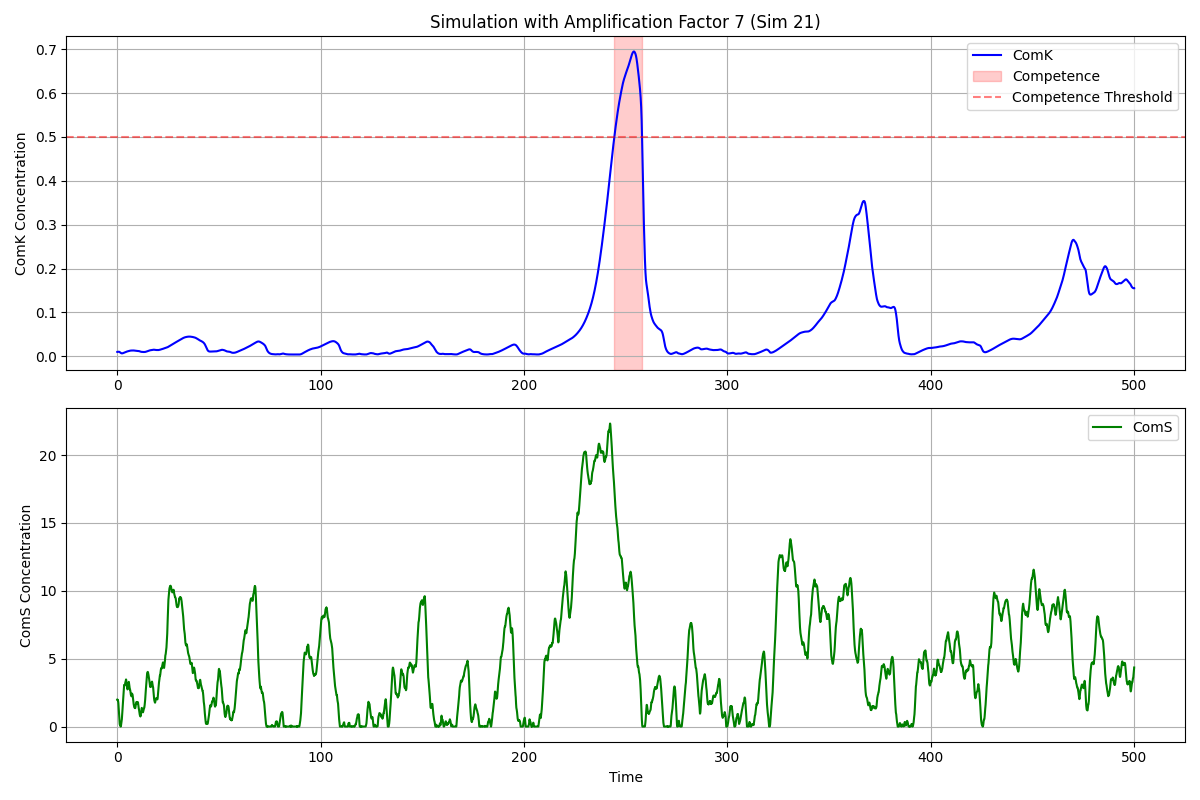 Simulation with Amplification Factor 7 (Sim 21)
ComK Concentration
0.7
0.6
0.5
0.4
0.3
0.2
0.1
0.0
ComK
Competence
Competence Threshold
0 100 200 300 400 500
ComS Concentration
20
15
10
5
0
ComS
0 100 200 300 400 500
Time